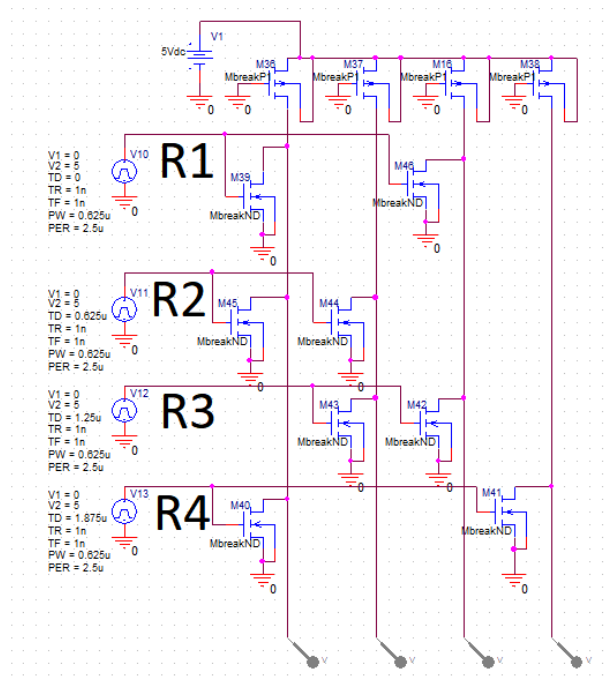 V1
5Vdc
0
M36
MbreakP1
0
M37
MbreakP1
0
M16
MbreakP1
0
M38
MbreakP1
0
V1 = 0
V2 = 5
TD = 0
TR = 1n
TF = 1n
PW = 0.625u
PER = 2.5u
V10
0
R1
M39
MbreakND
0
M46
MbreakND
0
V1 = 0
V2 = 5
TD = 0.625u
TR = 1n
TF = 1n
PW = 0.625u
PER = 2.5u
V11
0
R2
M45
MbreakND
0
M44
MbreakND
0
V1 = 0
V2 = 5
TD = 1.25u
TR = 1n
TF = 1n
PW = 0.625u
PER = 2.5u
V12
0
R3
M43
MbreakND
0
M42
MbreakND
0
V1 = 0
V2 = 5
TD = 1.875u
TR = 1n
TF = 1n
PW = 0.625u
PER = 2.5u
V13
0
R4
M40
MbreakND
0
M41
MbreakND
0
V
V
V
V